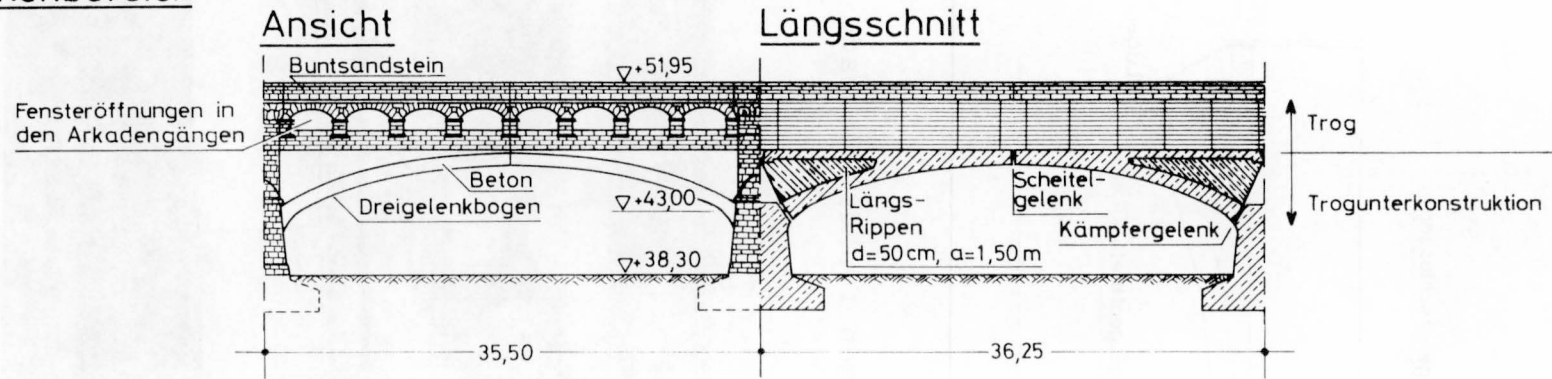 Ansicht
Längsschnitt
Buntsandstein
+51,95
Fensteröffnungen in
den Arkadengängen
Trog
Beton
Dreigelenkbogen
+43,00
Längs-
Rippen
d=50cm, a=1,50m
Scheitel-
gelenk
Kämpfergelenk
Trogunterkonstruktion
+38,30
35,50
36,25